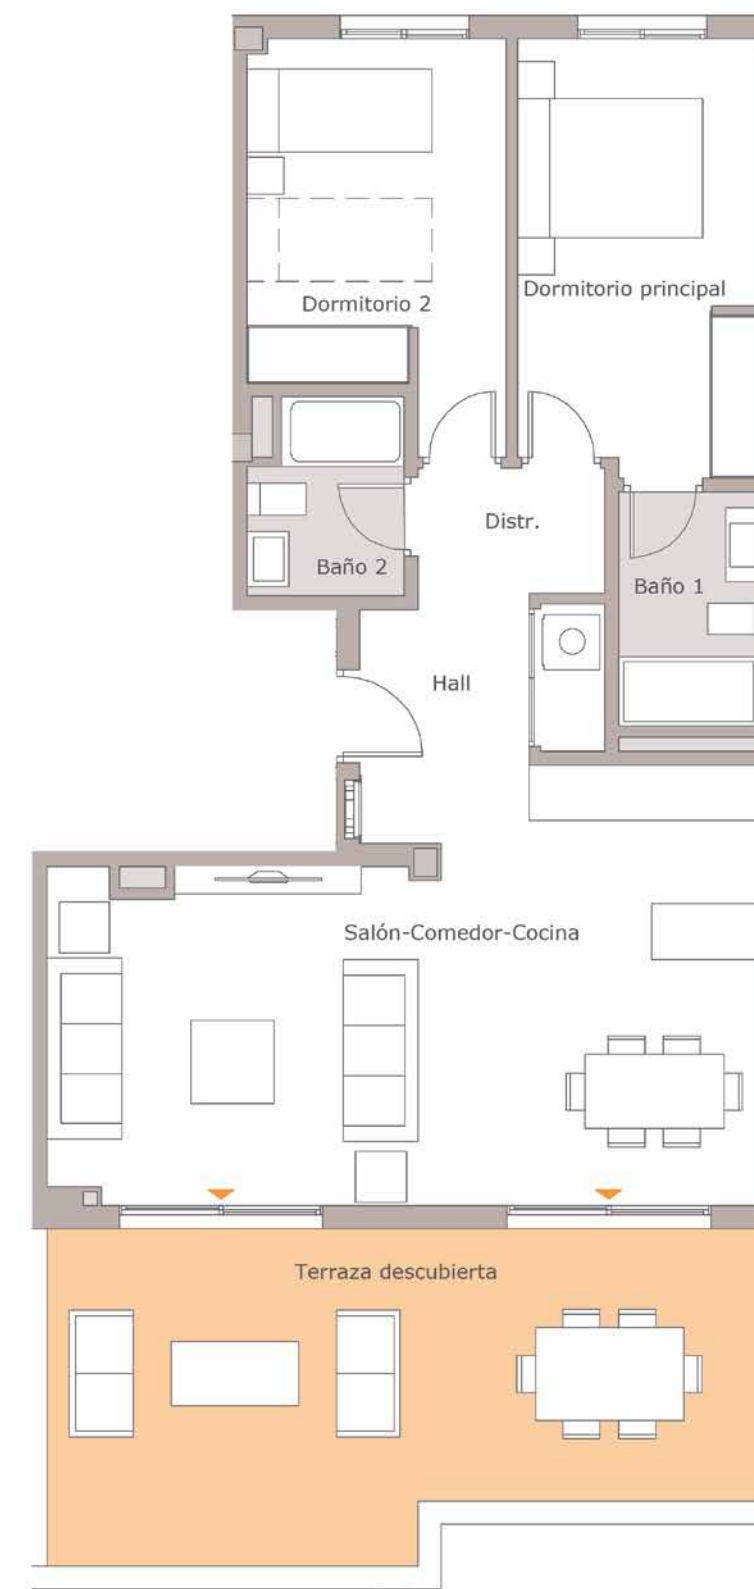 Dormitorio principal
Dormitorio 2
Distr.
Baño 2
Baño 1
Hall
Salón-Comedor-Cocina
Terraza descubierta